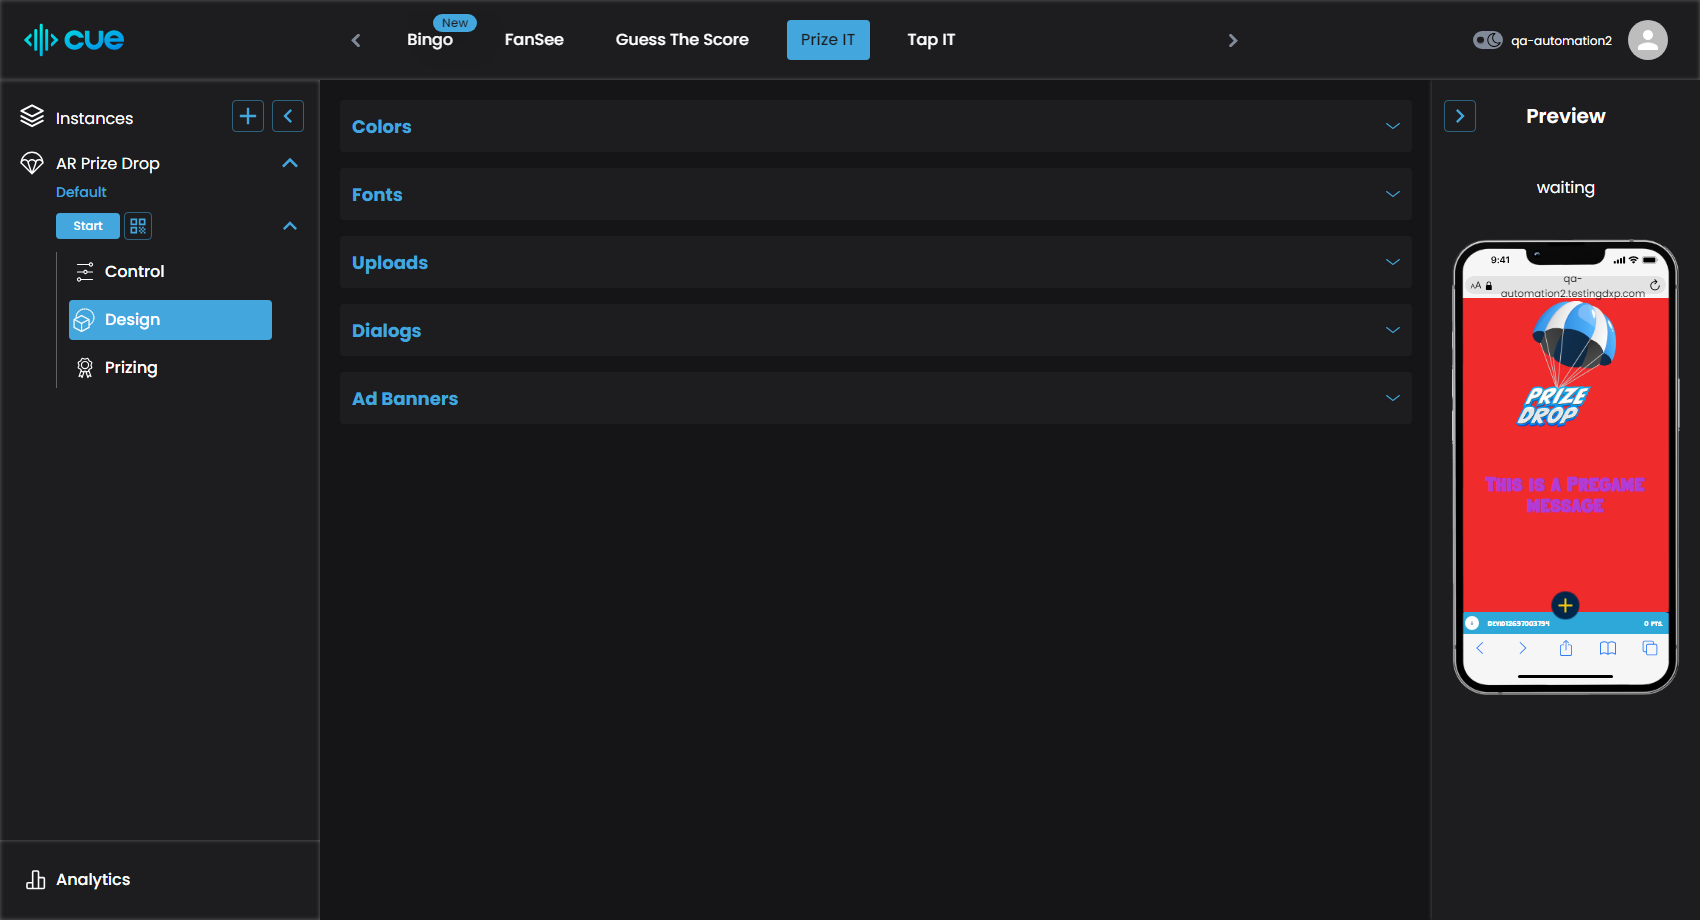 cue
New
Bingo
FanSee
Guess The Score
Prize IT
Tap IT
qa-automation2
Instances
AR Prize Drop
Default
Start
Control
Design
Prizing
Analytics
Colors
Fonts
Uploads
Dialogs
Ad Banners
Preview
waiting
9:41
AA
qa-
automation2.testingdxp.com
PRIZE
DROP
THIS IS A PREGAME
MESSAGE
0 PTS.